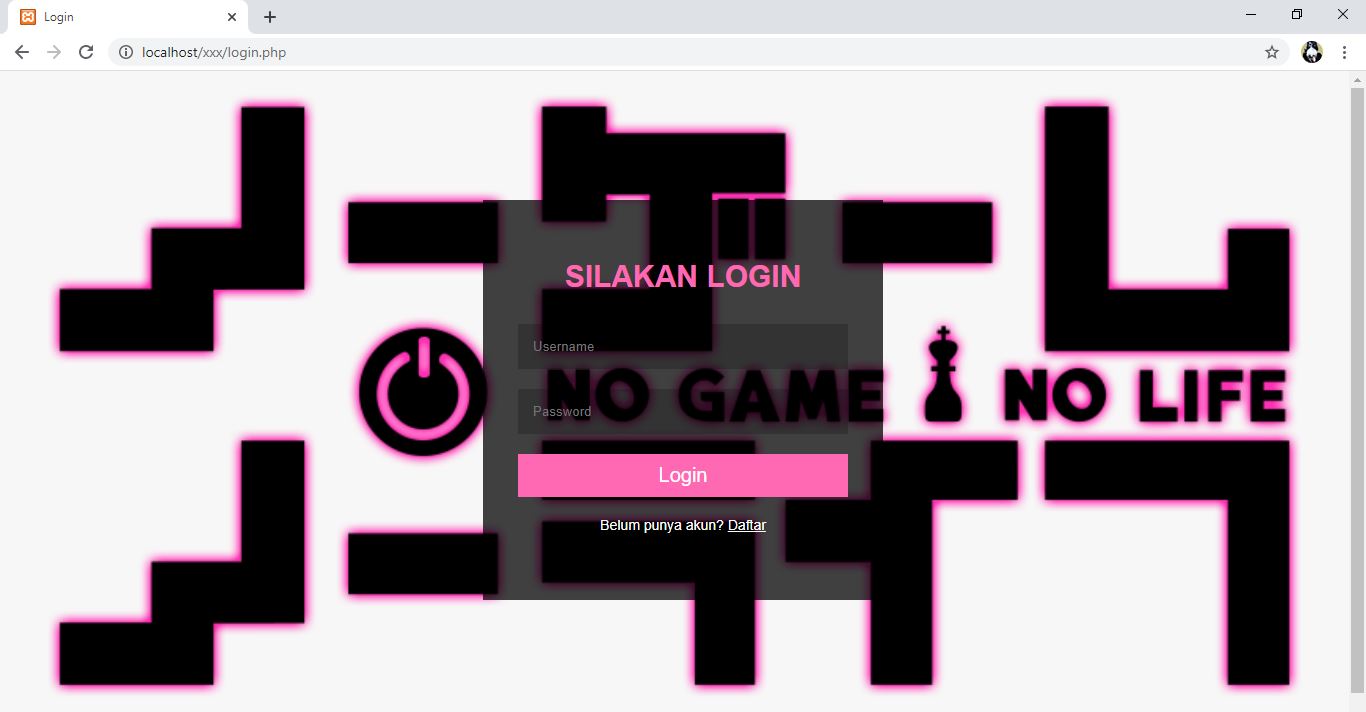 Login
localhost/xxx/login.php
SILAKAN LOGIN
Username
NO GAME NO LIFE
Password
Login
Belum punya akun? Daftar